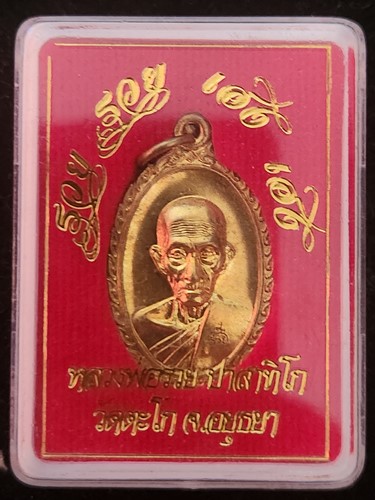 รวย รวย เฮง เฮง
หลวงพ่อรวย ปาสาทิโก
วัดตะโก จ.อยุธยา